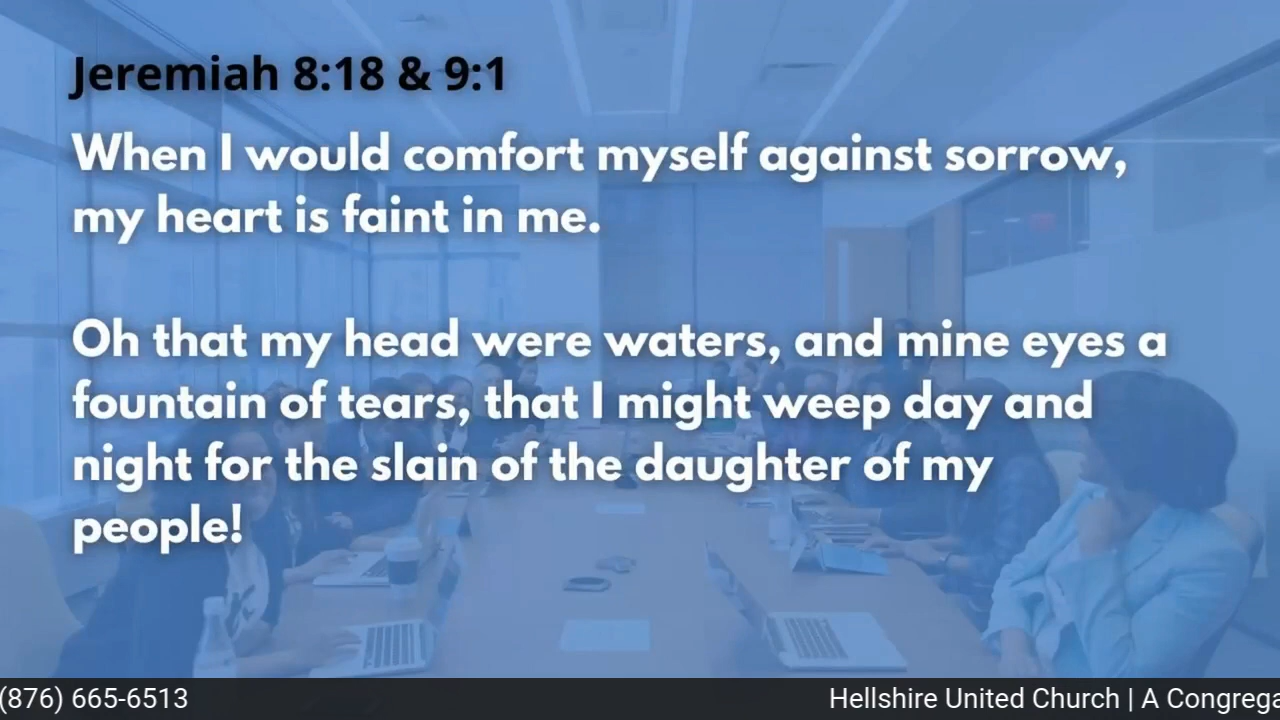 Jeremiah 8:18 & 9:1
When I would comfort myself against sorrow,
my heart is faint in me.
Oh that my head were waters, and mine eyes a
fountain of tears, that I might weep day and
night for the slain of the daughter of my
people!
(876) 665-6513
Hellshire United Church | A Congrega